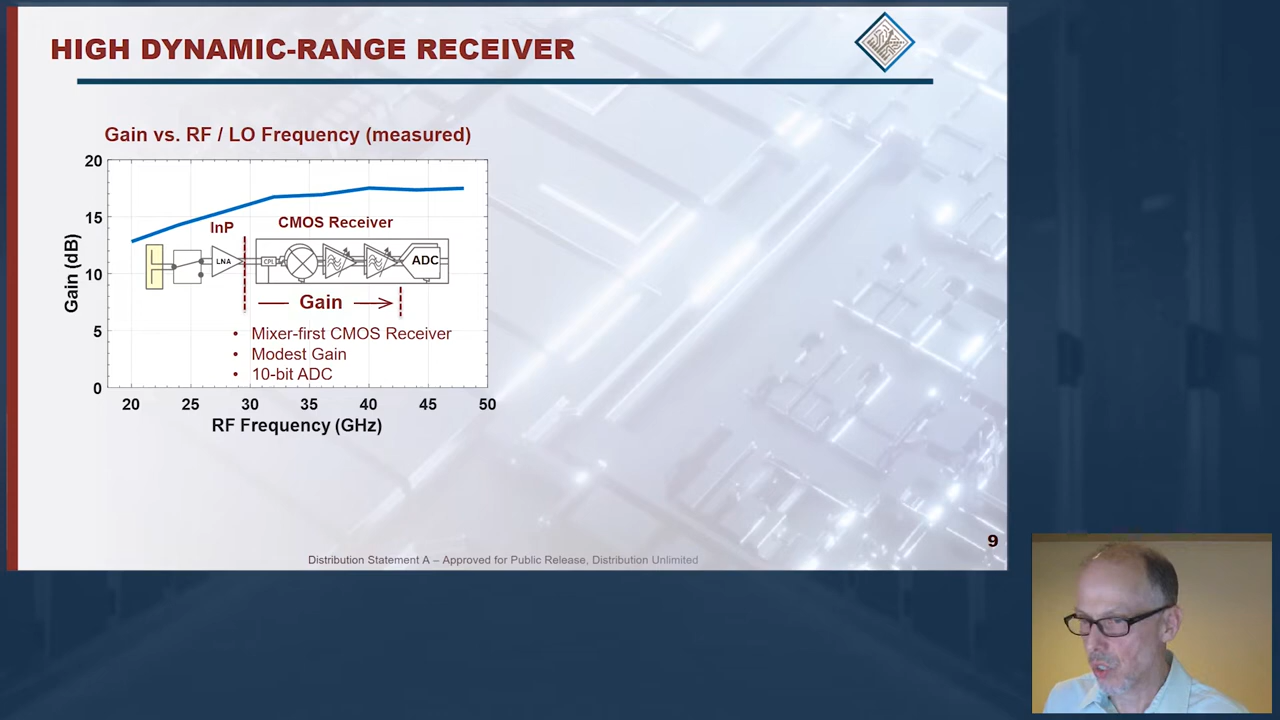 HIGH DYNAMIC-RANGE RECEIVER
Gain vs. RF / LO Frequency (measured)
20
15
10
5
0
Gain (dB)
InP
CMOS Receiver
LNA
CPL
ADC
Gain
• Mixer-first CMOS Receiver
• Modest Gain
• 10-bit ADC
20 25 30 35 40 45 50
RF Frequency (GHz)
9
Distribution Statement A – Approved for Public Release, Distribution Unlimited